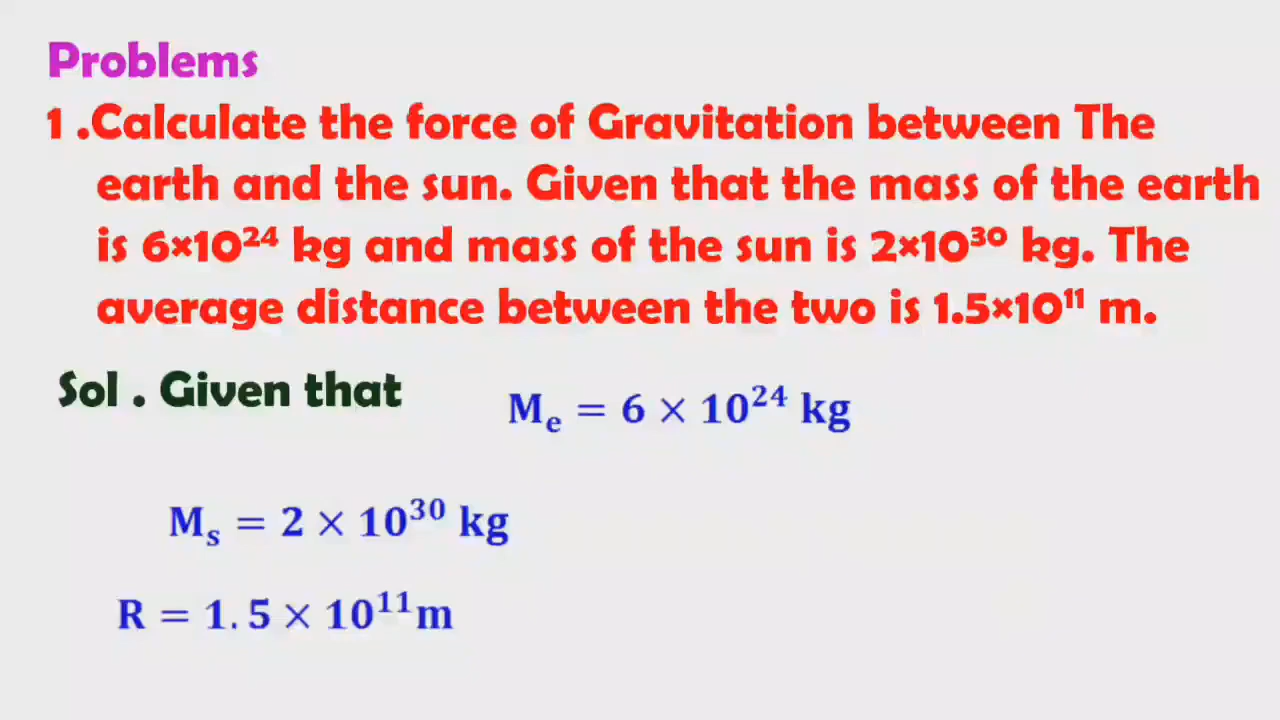 Problems
1 .Calculate the force of Gravitation between The
earth and the sun. Given that the mass of the earth
is 6×10²⁴ kg and mass of the sun is 2×10³⁰ kg. The
average distance between the two is 1.5×10¹¹ m.
Sol . Given that Mₑ = 6 × 10²⁴ kg
Mₛ = 2 × 10³⁰ kg
R = 1.5 × 10¹¹m